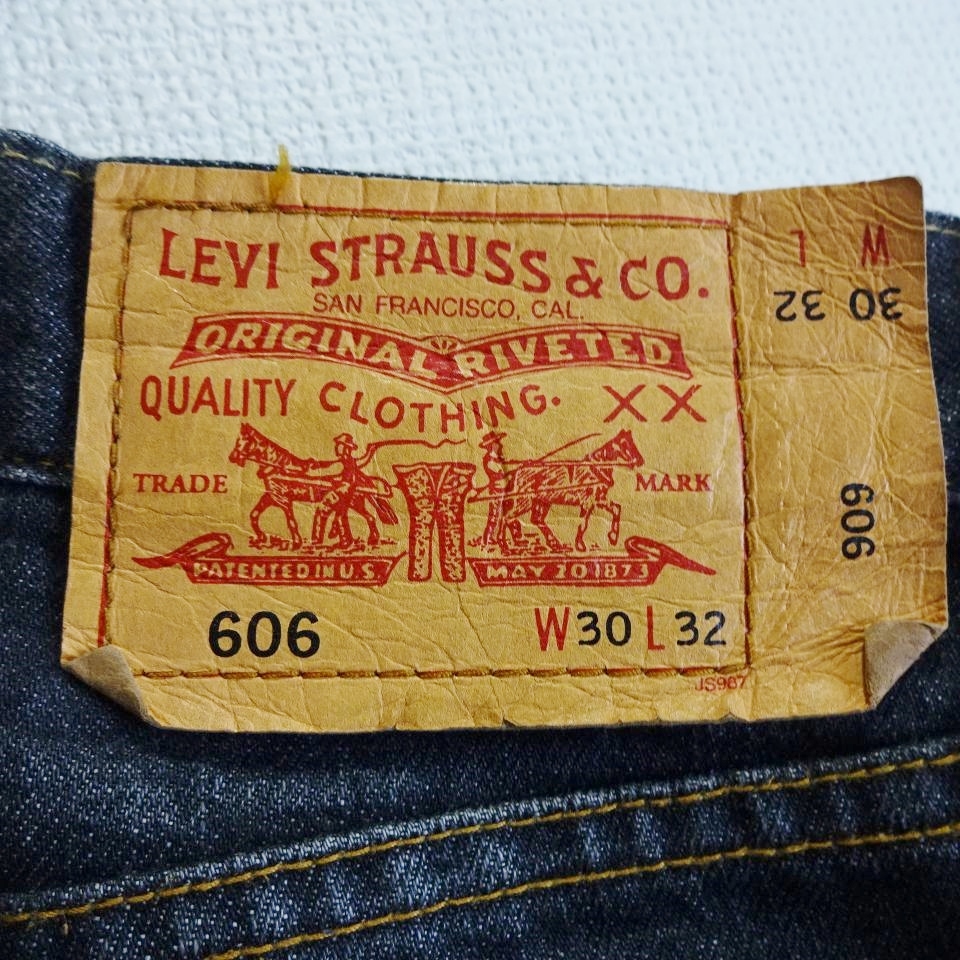 LEVI STRAUSS & CO.
SAN FRANCISCO, CAL.
ORIGINAL RIVETED
QUALITY CLOTHING. XX
TRADE MARK
PATENTED IN U.S. MAY 20 1873
606 W30 L32
JS967
W L
30 32
606